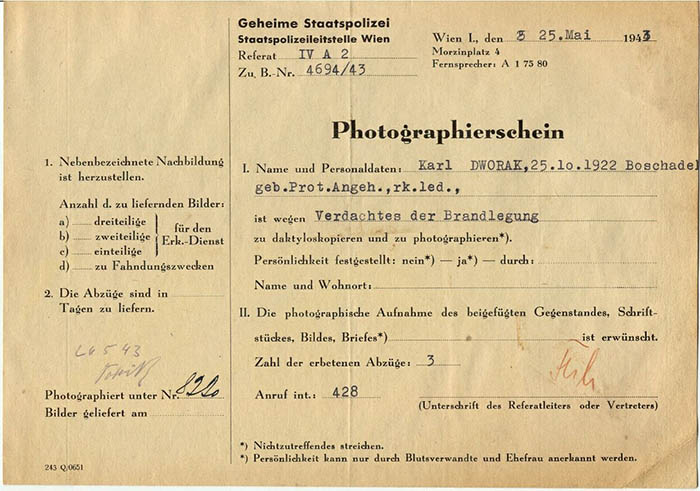 Geheime Staatspolizei
Staatspolizeileitstelle Wien
Referat IV A 2
Zu B.-Nr. 4694/43
Wien I., den 25.Mai 1943
Morzinplatz 4
Fernsprecher: A 1 75 80
Photographierschein
1. Nebenbezeichnete Nachbildung
ist herzustellen.
Anzahl d. zu liefernden Bilder:
a) dreiteilige
b) zweiteilige
c) einteilige
für den
Erk.-Dienst
d) zu Fahndungszwecken
2. Die Abzüge sind in
Tagen zu liefern.
Photographiert unter Nr.
Bilder geliefert am
243 Q/0651
I. Name und Personaldaten: Karl DWORAK,25.lo.1922 Boschadel
geb.Prot.Angeh.,rk.led.,
ist wegen Verdachtes der Brandlegung
zu daktyloskopieren und zu photographieren*).
Persönlichkeit festgestellt: nein*) — ja*) — durch:
Name und Wohnort:
II. Die photographische Aufnahme des beigefügten Gegenstandes, Schrift-
stückes, Bildes, Briefes*) ist erwünscht.
Zahl der erbetenen Abzüge: 3
Anruf int.: 428
(Unterschrift des Referatleiters oder Vertreters)
*) Nichtzutreffendes streichen.
*) Persönlichkeit kann nur durch Blutsverwandte und Ehefrau anerkannt werden.